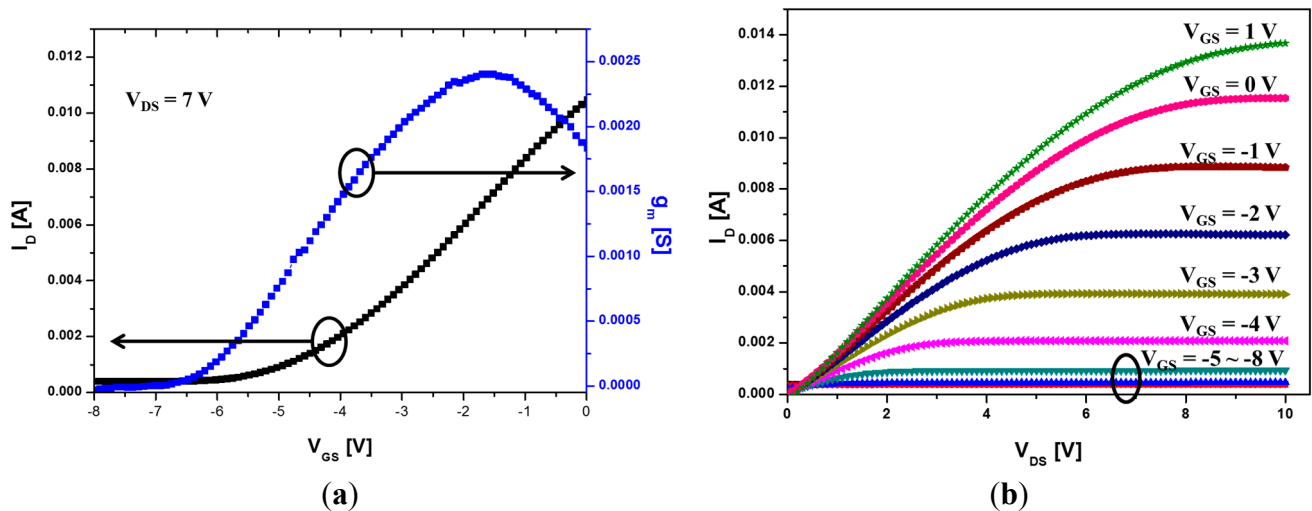 0.012
0.010
0.008
0.006
0.004
0.002
0.000
I_D [A]
V_DS = 7 V
0.0025
0.0020
0.0015
0.0010
0.0005
0.0000
g_m [S]
-8 -7 -6 -5 -4 -3 -2 -1 0
V_GS [V]
(a)
0.014
0.012
0.010
0.008
0.006
0.004
0.002
0.000
I_D [A]
V_GS = 1 V
V_GS = 0 V
V_GS = -1 V
V_GS = -2 V
V_GS = -3 V
V_GS = -4 V
V_GS = -5 ~ -8 V
0 2 4 6 8 10
V_DS [V]
(b)